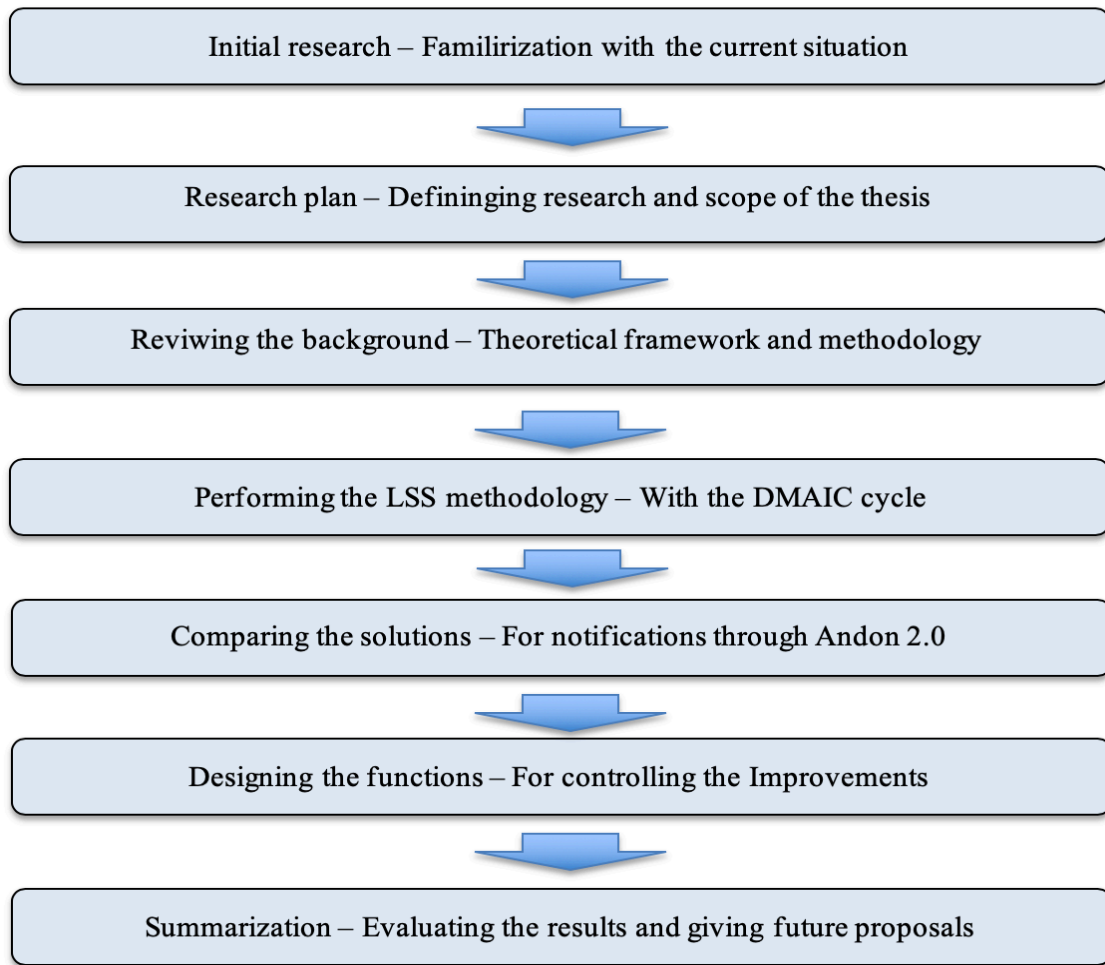 Initial research – Familirization with the current situation
Research plan – Defininging research and scope of the thesis
Reviwing the background – Theoretical framework and methodology
Performing the LSS methodology – With the DMAIC cycle
Comparing the solutions – For notifications through Andon 2.0
Designing the functions – For controlling the Improvements
Summarization – Evaluating the results and giving future proposals